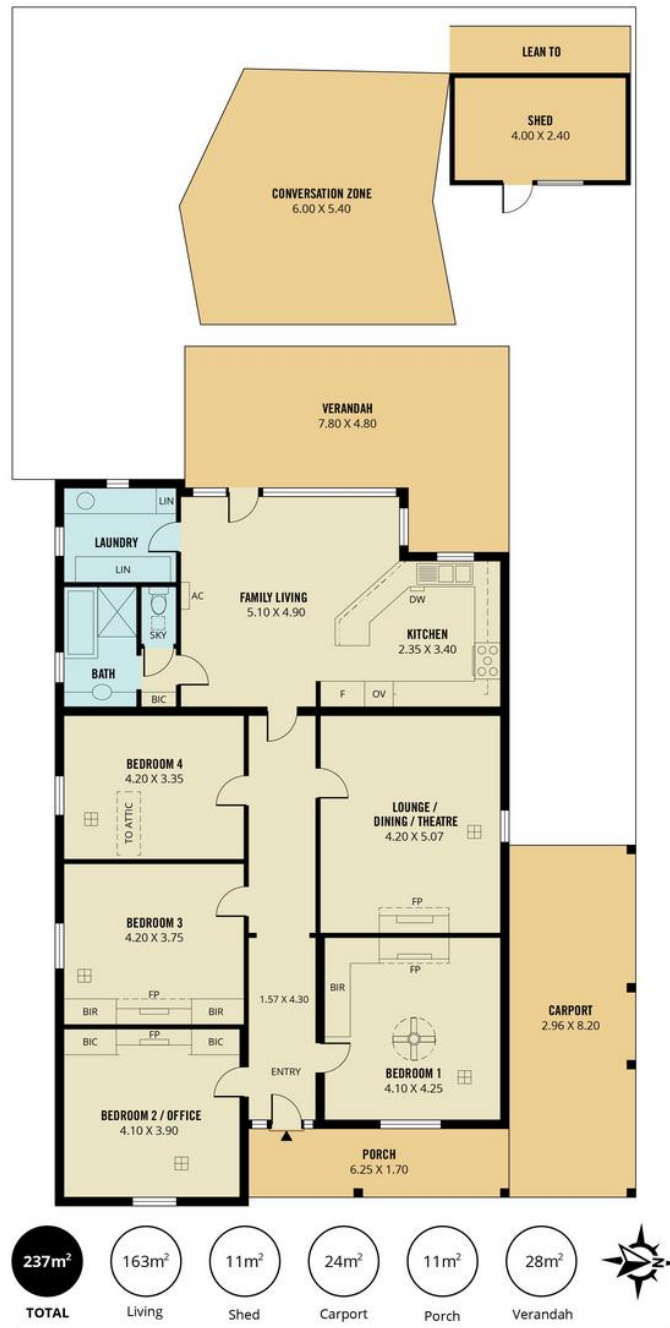 LEAN TO
SHED
4.00 X 2.40
CONVERSATION ZONE
6.00 X 5.40
VERANDAH
7.80 X 4.80
LIN
LAUNDRY
LIN
AC
FAMILY LIVING
5.10 X 4.90
DW
KITCHEN
2.35 X 3.40
SKY
BATH
BIC
F
OV
BEDROOM 4
4.20 X 3.35
TO ATTIC
LOUNGE /
DINING / THEATRE
4.20 X 5.07
FP
BEDROOM 3
4.20 X 3.75
FP
BIR
BIR
FP
BIR
1.57 X 4.30
CARPORT
2.96 X 8.20
BIC
FP
BIC
ENTRY
BEDROOM 1
4.10 X 4.25
BEDROOM 2 / OFFICE
4.10 X 3.90
PORCH
6.25 X 1.70
237m²
163m²
11m²
24m²
11m²
28m²
N
TOTAL
Living
Shed
Carport
Porch
Verandah